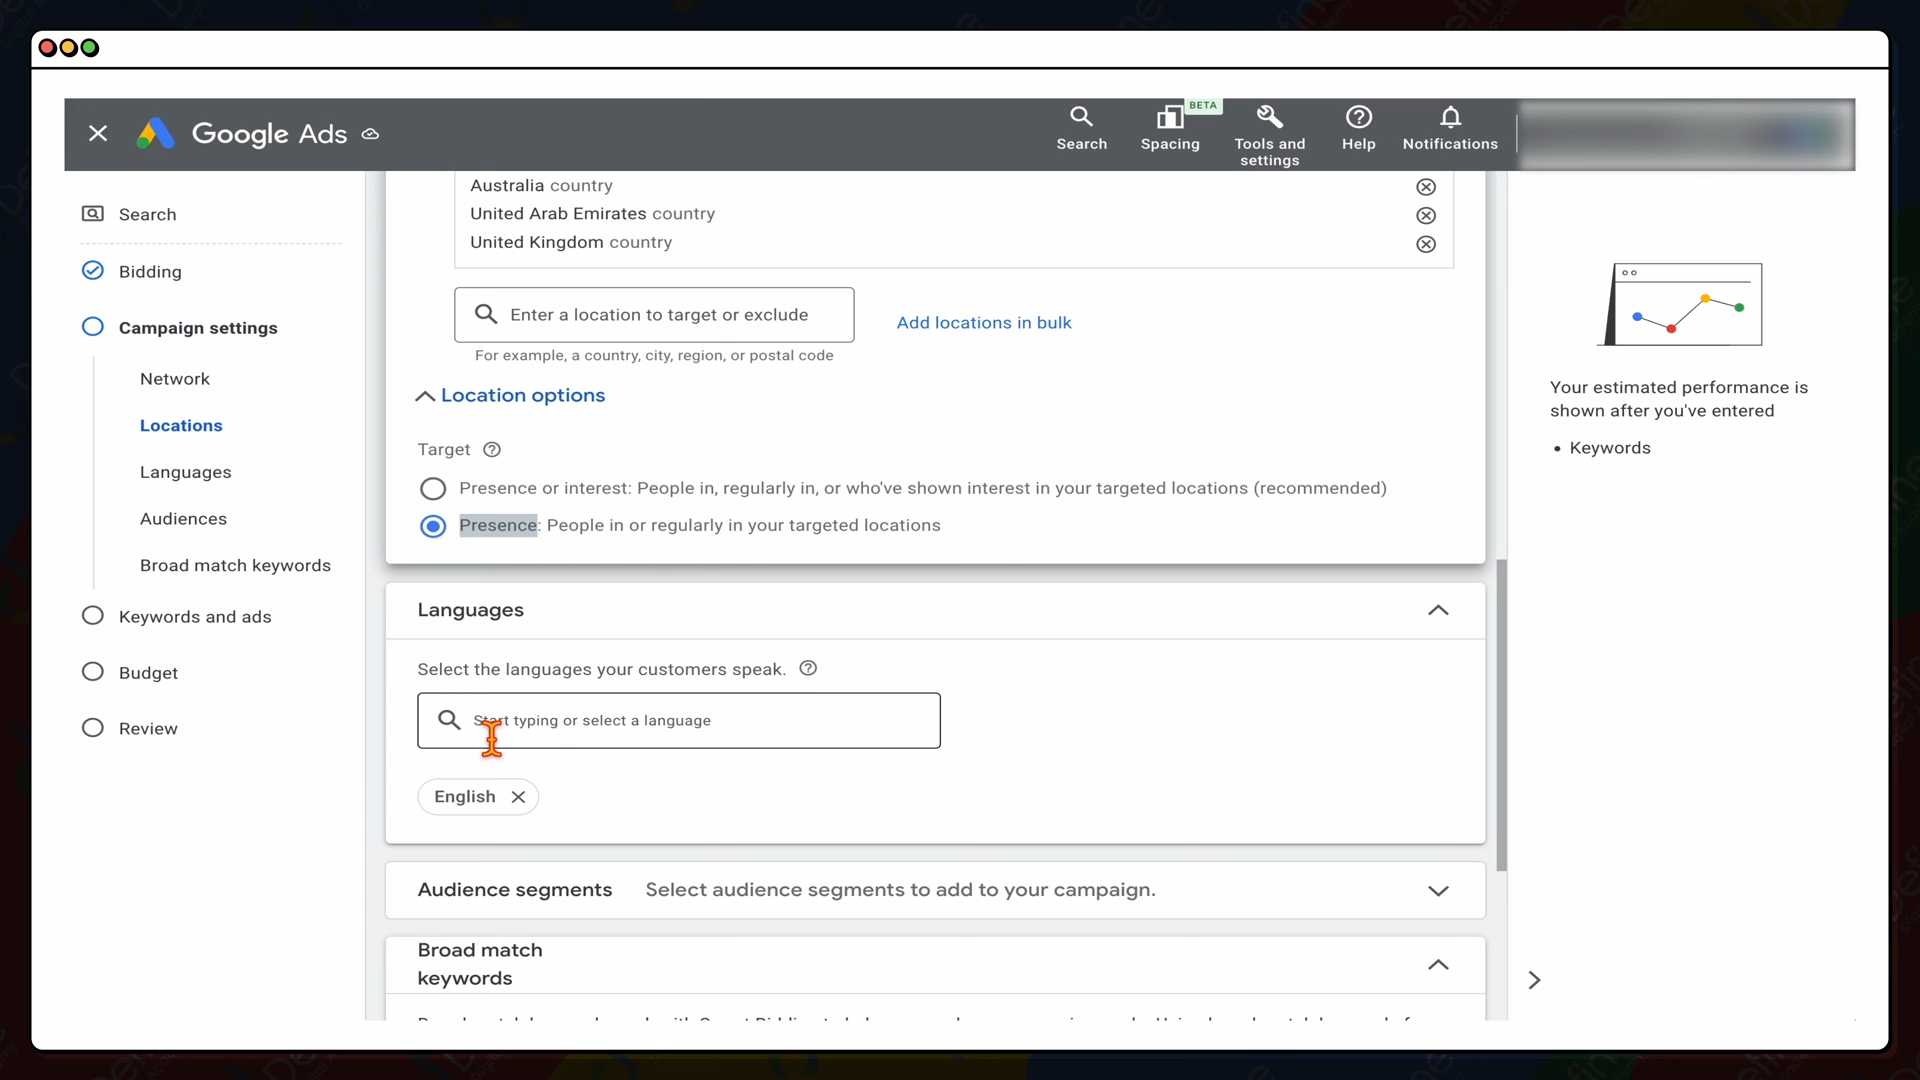 Google Ads
Search
BETA
Spacing
Tools and
settings
Help
Notifications
Search
Bidding
Campaign settings
Network
Locations
Languages
Audiences
Broad match keywords
Keywords and ads
Budget
Review
Australia country
United Arab Emirates country
United Kingdom country
Enter a location to target or exclude
Add locations in bulk
For example, a country, city, region, or postal code
Location options
Target
Presence or interest: People in, regularly in, or who've shown interest in your targeted locations (recommended)
Presence: People in or regularly in your targeted locations
Languages
Select the languages your customers speak.
Start typing or select a language
English
Audience segments Select audience segments to add to your campaign.
Broad match
keywords
Your estimated performance is
shown after you've entered
• Keywords